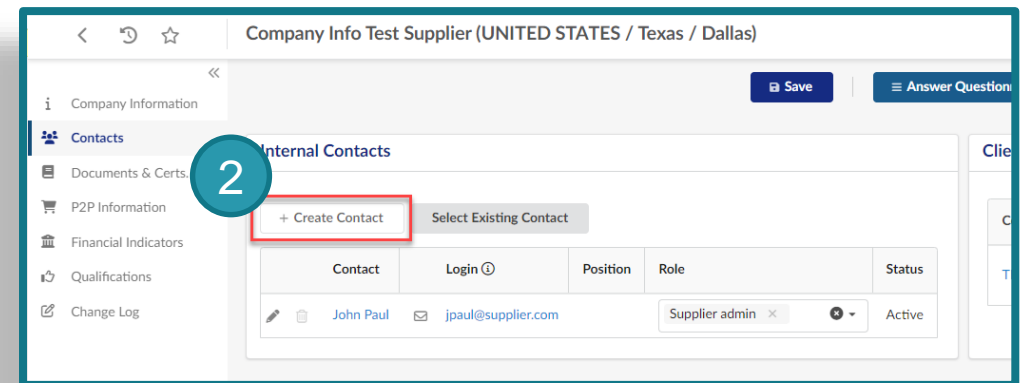 Company Info Test Supplier (UNITED STATES / Texas / Dallas)
Save
Answer Questionn
i Company Information
Contacts
Documents & Certs.
P2P Information
Financial Indicators
Qualifications
Change Log
2
Internal Contacts
+ Create Contact Select Existing Contact
Contact Login Position Role Status
John Paul jpaul@supplier.com Supplier admin × Active
Clie
C
T